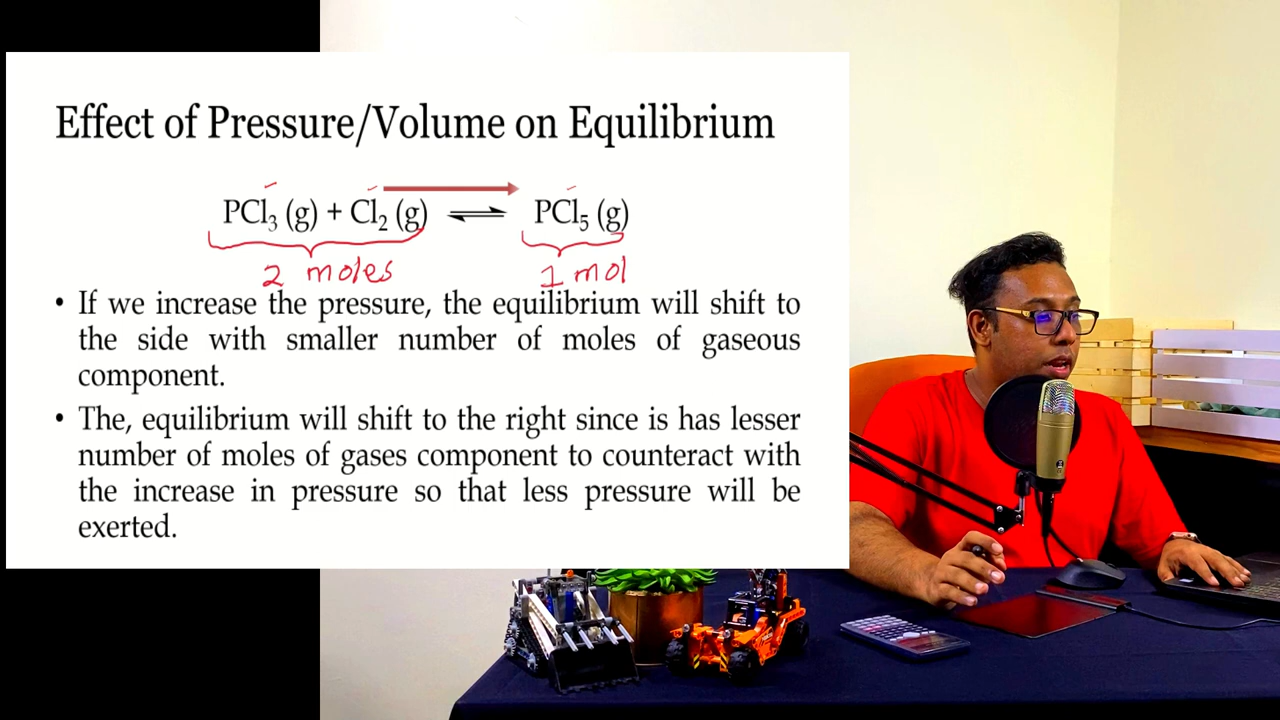 Effect of Pressure/Volume on Equilibrium
PCl₃ (g) + Cl₂ (g) ⇌ PCl₅ (g)
2 moles 1 mol
• If we increase the pressure, the equilibrium will shift to
the side with smaller number of moles of gaseous
component.
• The, equilibrium will shift to the right since is has lesser
number of moles of gases component to counteract with
the increase in pressure so that less pressure will be
exerted.